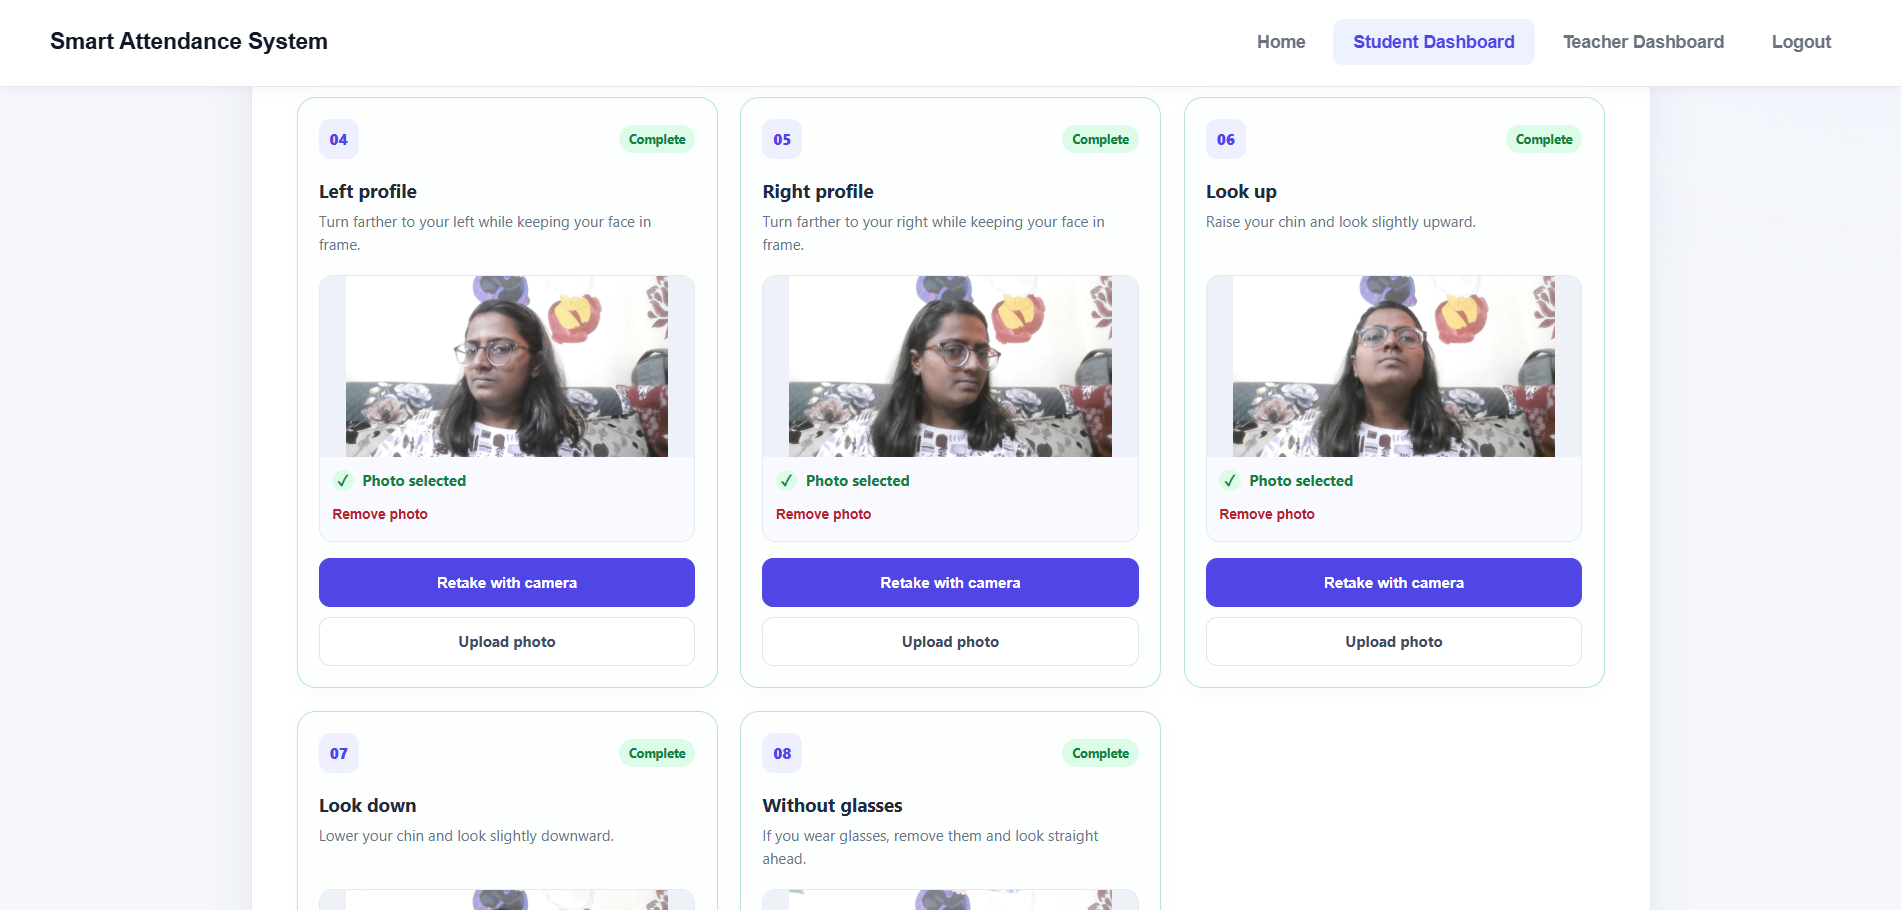 Smart Attendance System
Home
Student Dashboard
Teacher Dashboard
Logout
04
Complete
Left profile
Turn farther to your left while keeping your face in
frame.
✓ Photo selected
Remove photo
Retake with camera
Upload photo
05
Complete
Right profile
Turn farther to your right while keeping your face in
frame.
✓ Photo selected
Remove photo
Retake with camera
Upload photo
06
Complete
Look up
Raise your chin and look slightly upward.
✓ Photo selected
Remove photo
Retake with camera
Upload photo
07
Complete
Look down
Lower your chin and look slightly downward.
08
Complete
Without glasses
If you wear glasses, remove them and look straight
ahead.